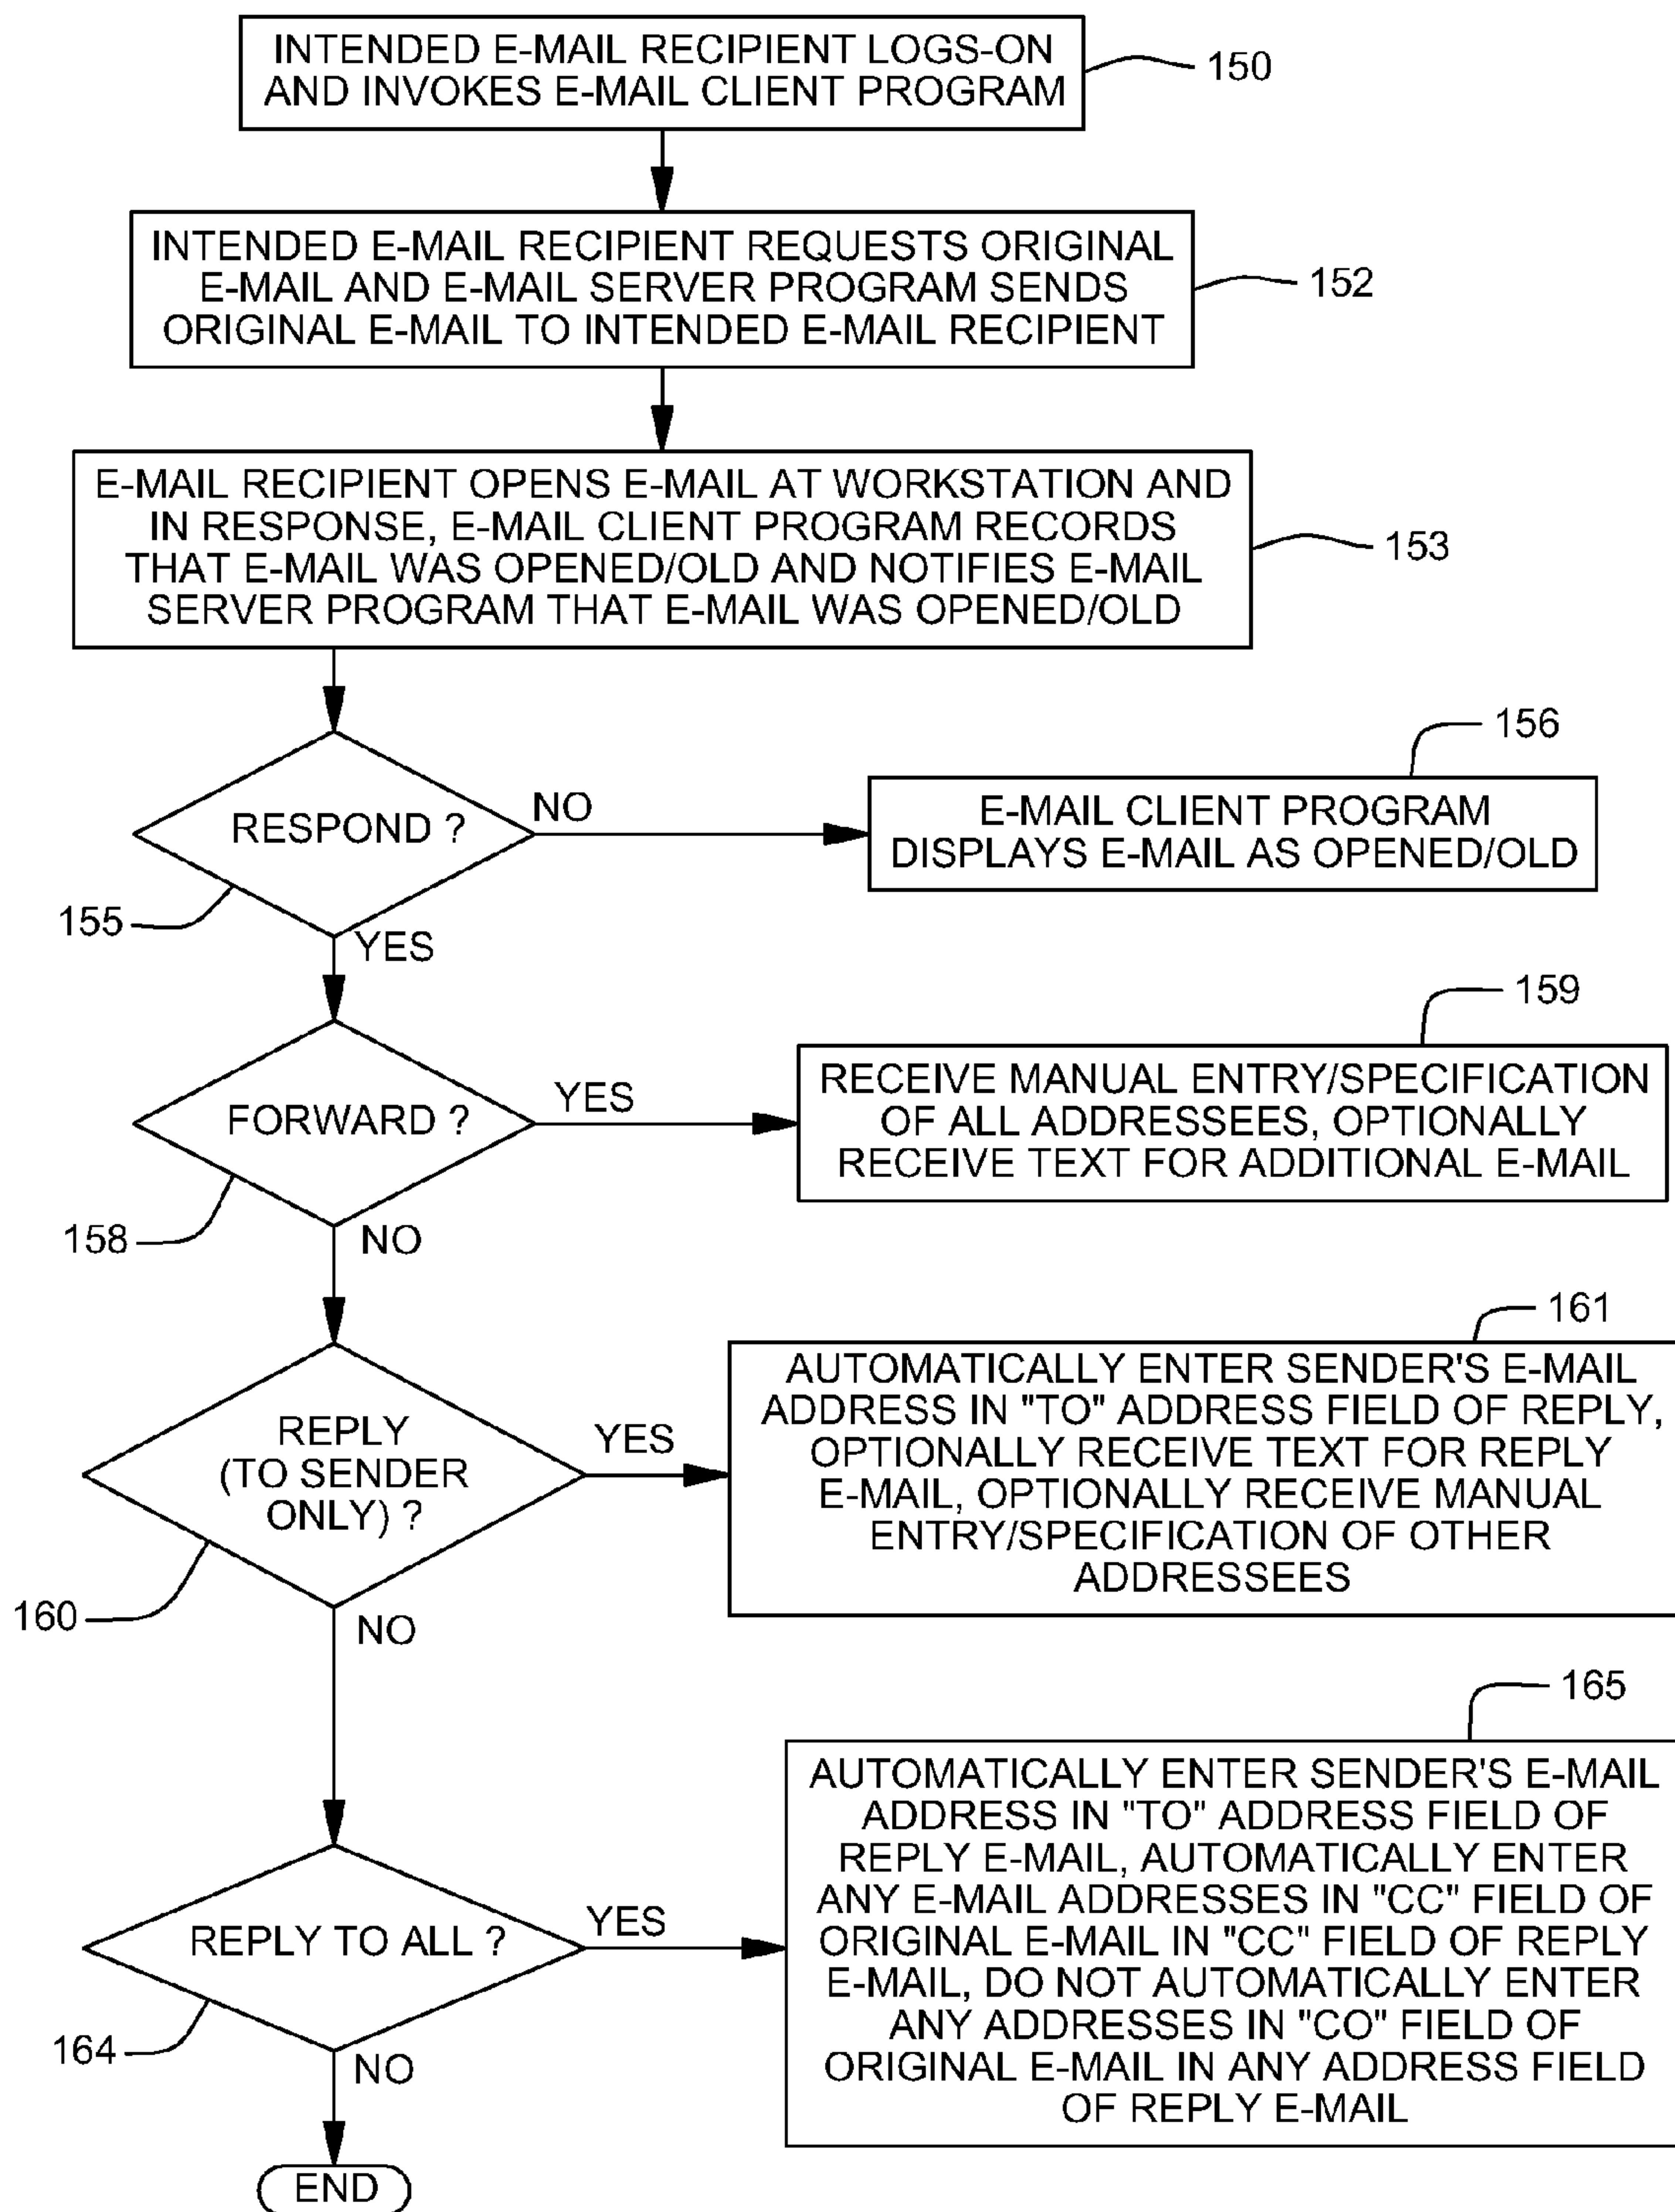 INTENDED E-MAIL RECIPIENT LOGS-ON
AND INVOKES E-MAIL CLIENT PROGRAM
150
INTENDED E-MAIL RECIPIENT REQUESTS ORIGINAL
E-MAIL AND E-MAIL SERVER PROGRAM SENDS
ORIGINAL E-MAIL TO INTENDED E-MAIL RECIPIENT
152
E-MAIL RECIPIENT OPENS E-MAIL AT WORKSTATION AND
IN RESPONSE, E-MAIL CLIENT PROGRAM RECORDS
THAT E-MAIL WAS OPENED/OLD AND NOTIFIES E-MAIL
SERVER PROGRAM THAT E-MAIL WAS OPENED/OLD
153
RESPOND ?
NO
155
YES
156
E-MAIL CLIENT PROGRAM
DISPLAYS E-MAIL AS OPENED/OLD
FORWARD ?
YES
158
NO
159
RECEIVE MANUAL ENTRY/SPECIFICATION
OF ALL ADDRESSEES, OPTIONALLY
RECEIVE TEXT FOR ADDITIONAL E-MAIL
REPLY
(TO SENDER
ONLY) ?
YES
160
NO
161
AUTOMATICALLY ENTER SENDER'S E-MAIL
ADDRESS IN "TO" ADDRESS FIELD OF REPLY,
OPTIONALLY RECEIVE TEXT FOR REPLY
E-MAIL, OPTIONALLY RECEIVE MANUAL
ENTRY/SPECIFICATION OF OTHER
ADDRESSEES
REPLY TO ALL ?
YES
164
NO
165
AUTOMATICALLY ENTER SENDER'S E-MAIL
ADDRESS IN "TO" ADDRESS FIELD OF
REPLY E-MAIL, AUTOMATICALLY ENTER
ANY E-MAIL ADDRESSES IN "CC" FIELD OF
ORIGINAL E-MAIL IN "CC" FIELD OF REPLY
E-MAIL, DO NOT AUTOMATICALLY ENTER
ANY ADDRESSES IN "CO" FIELD OF
ORIGINAL E-MAIL IN ANY ADDRESS FIELD
OF REPLY E-MAIL
END